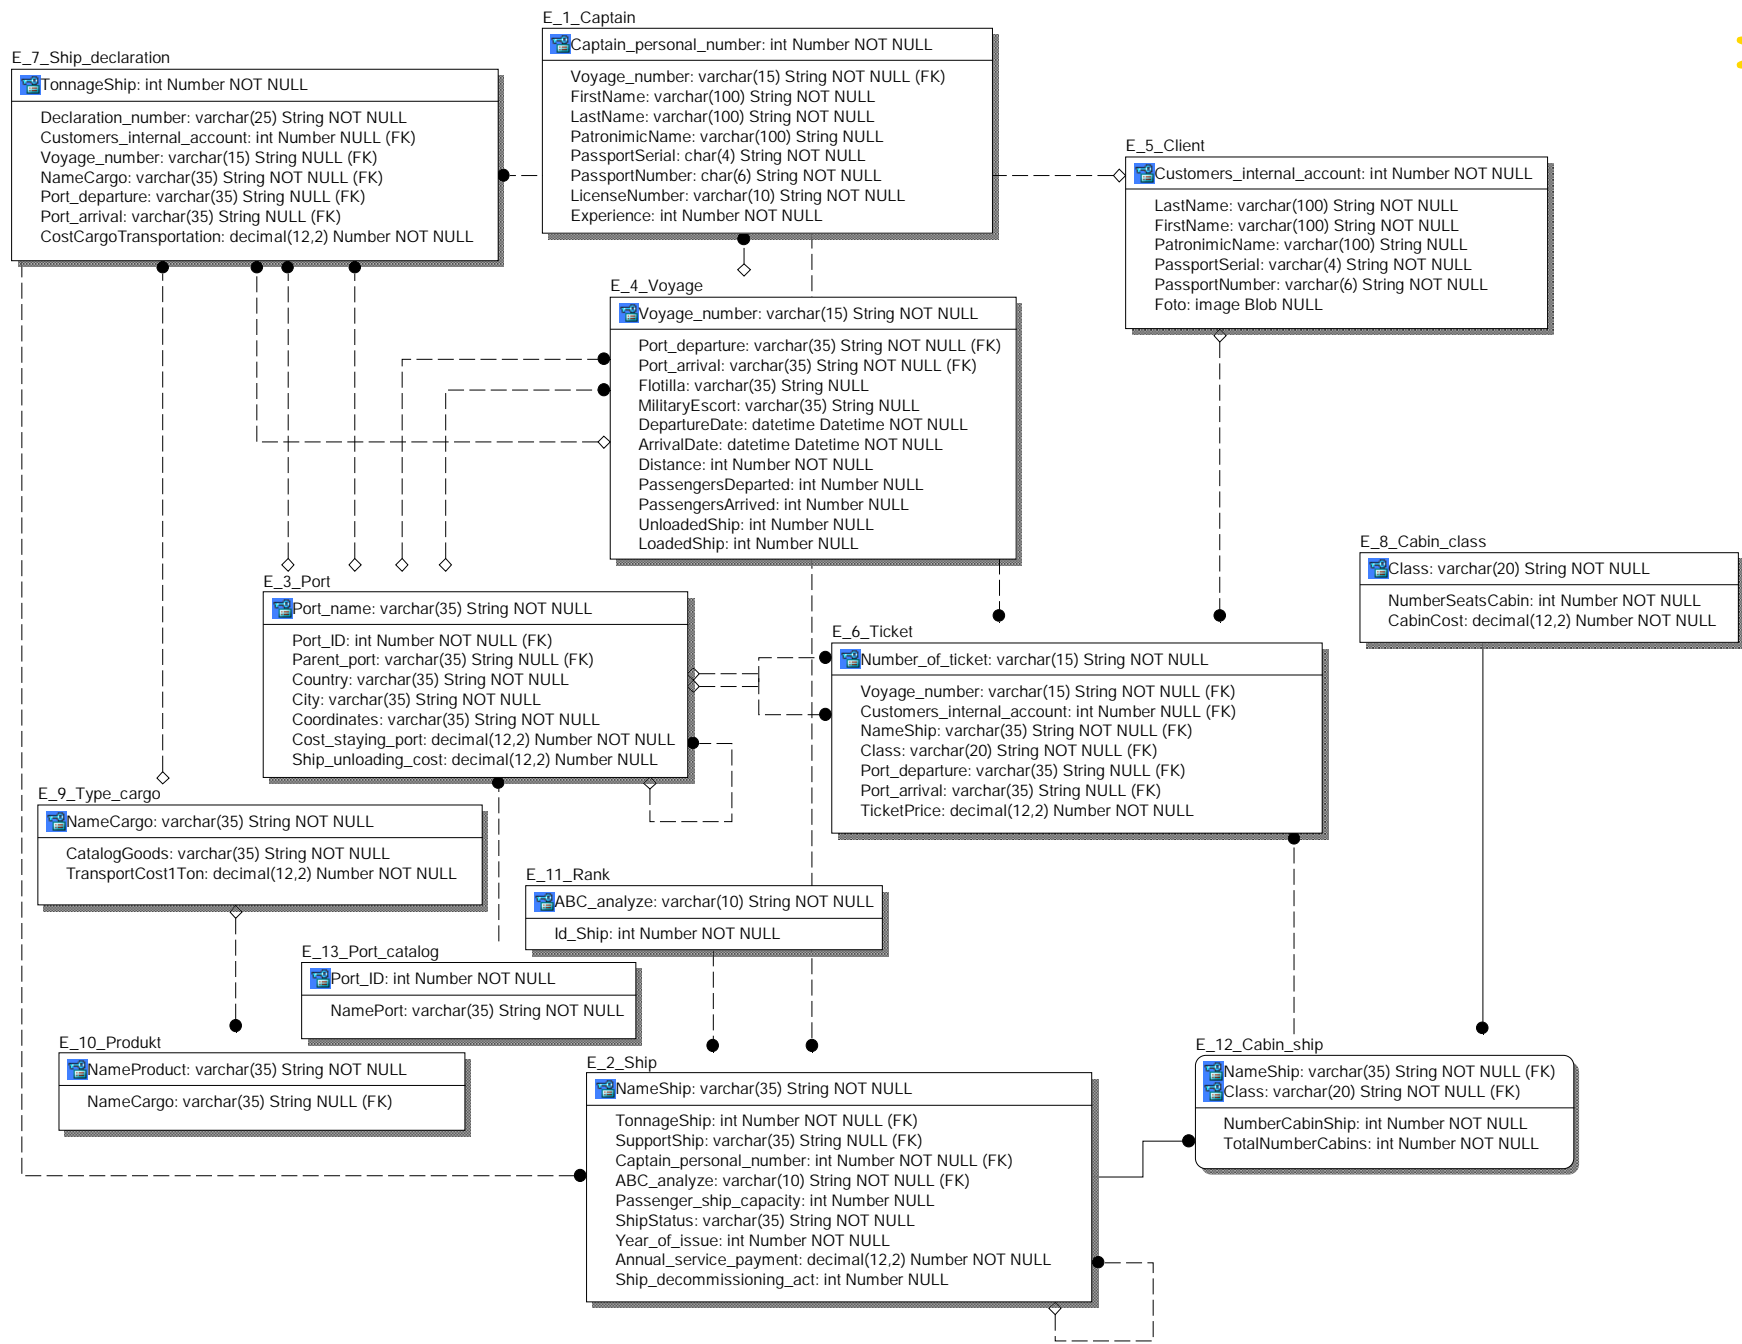 E_1_Captain
Captain_personal_number: int Number NOT NULL
Voyage_number: varchar(15) String NOT NULL (FK)
FirstName: varchar(100) String NOT NULL
LastName: varchar(100) String NOT NULL
PatronimicName: varchar(100) String NULL
PassportSerial: char(4) String NOT NULL
PassportNumber: char(6) String NOT NULL
LicenseNumber: varchar(10) String NOT NULL
Experience: int Number NOT NULL
E_7_Ship_declaration
TonnageShip: int Number NOT NULL
Declaration_number: varchar(25) String NOT NULL
Customers_internal_account: int Number NULL (FK)
Voyage_number: varchar(15) String NULL (FK)
NameCargo: varchar(35) String NOT NULL (FK)
Port_departure: varchar(35) String NULL (FK)
Port_arrival: varchar(35) String NULL (FK)
CostCargoTransportation: decimal(12,2) Number NOT NULL
E_5_Client
Customers_internal_account: int Number NOT NULL
LastName: varchar(100) String NOT NULL
FirstName: varchar(100) String NOT NULL
PatronimicName: varchar(100) String NULL
PassportSerial: varchar(4) String NOT NULL
PassportNumber: varchar(6) String NOT NULL
Foto: image Blob NULL
E_4_Voyage
Voyage_number: varchar(15) String NOT NULL
Port_departure: varchar(35) String NOT NULL (FK)
Port_arrival: varchar(35) String NOT NULL (FK)
Flotilla: varchar(35) String NULL
MilitaryEscort: varchar(35) String NULL
DepartureDate: datetime Datetime NOT NULL
ArrivalDate: datetime Datetime NOT NULL
Distance: int Number NOT NULL
PassengersDeparted: int Number NULL
PassengersArrived: int Number NULL
UnloadedShip: int Number NULL
LoadedShip: int Number NULL
E_8_Cabin_class
Class: varchar(20) String NOT NULL
NumberSeatsCabin: int Number NOT NULL
CabinCost: decimal(12,2) Number NOT NULL
E_3_Port
Port_name: varchar(35) String NOT NULL
Port_ID: int Number NOT NULL (FK)
Parent_port: varchar(35) String NULL (FK)
Country: varchar(35) String NOT NULL
City: varchar(35) String NOT NULL
Coordinates: varchar(35) String NOT NULL
Cost_staying_port: decimal(12,2) Number NOT NULL
Ship_unloading_cost: decimal(12,2) Number NULL
E_6_Ticket
Number_of_ticket: varchar(15) String NOT NULL
Voyage_number: varchar(15) String NOT NULL (FK)
Customers_internal_account: int Number NULL (FK)
NameShip: varchar(35) String NOT NULL (FK)
Class: varchar(20) String NOT NULL (FK)
Port_departure: varchar(35) String NULL (FK)
Port_arrival: varchar(35) String NULL (FK)
TicketPrice: decimal(12,2) Number NOT NULL
E_9_Type_cargo
NameCargo: varchar(35) String NOT NULL
CatalogGoods: varchar(35) String NOT NULL
TransportCost1Ton: decimal(12,2) Number NOT NULL
E_11_Rank
ABC_analyze: varchar(10) String NOT NULL
Id_Ship: int Number NOT NULL
E_13_Port_catalog
Port_ID: int Number NOT NULL
NamePort: varchar(35) String NOT NULL
E_10_Produkt
NameProduct: varchar(35) String NOT NULL
NameCargo: varchar(35) String NULL (FK)
E_2_Ship
NameShip: varchar(35) String NOT NULL
TonnageShip: int Number NOT NULL (FK)
SupportShip: varchar(35) String NULL (FK)
Captain_personal_number: int Number NOT NULL (FK)
ABC_analyze: varchar(10) String NOT NULL (FK)
Passenger_ship_capacity: int Number NULL
ShipStatus: varchar(35) String NOT NULL
Year_of_issue: int Number NOT NULL
Annual_service_payment: decimal(12,2) Number NOT NULL
Ship_decommissioning_act: int Number NULL
E_12_Cabin_ship
NameShip: varchar(35) String NOT NULL (FK)
Class: varchar(20) String NOT NULL (FK)
NumberCabinShip: int Number NOT NULL
TotalNumberCabins: int Number NOT NULL